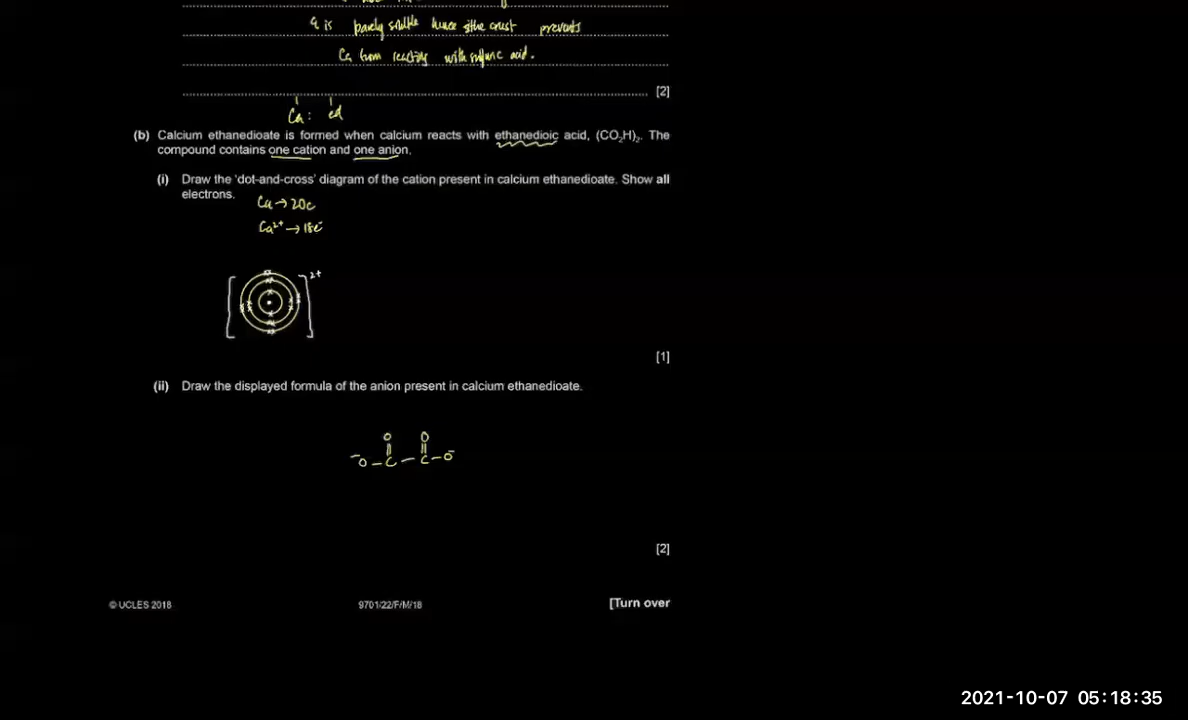 is barely soluble hence the crust prevents
Ca from reacting with sulfuric acid.
[2]
Ca: ed
(b) Calcium ethanedioate is formed when calcium reacts with ethanedioic acid, (CO₂H)₂. The
compound contains one cation and one anion.
(i) Draw the 'dot-and-cross' diagram of the cation present in calcium ethanedioate. Show all
electrons.
Ca → 20e
Ca²⁺ → 18e⁻
2+
[1]
(ii) Draw the displayed formula of the anion present in calcium ethanedioate.
O O
⁻O – C – C – O⁻
[2]
© UCLES 2018 9701/22/F/M/18 [Turn over
2021-10-07 05:18:35